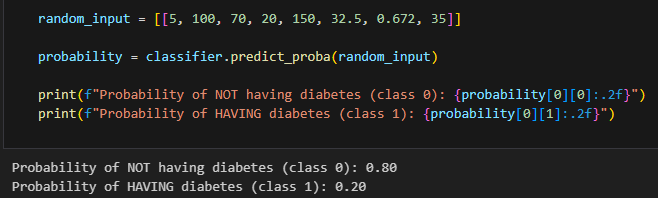 random_input = [[5, 100, 70, 20, 150, 32.5, 0.672, 35]]
probability = classifier.predict_proba(random_input)
print(f"Probability of NOT having diabetes (class 0): {probability[0][0]:.2f}")
print(f"Probability of HAVING diabetes (class 1): {probability[0][1]:.2f}")
Probability of NOT having diabetes (class 0): 0.80
Probability of HAVING diabetes (class 1): 0.20